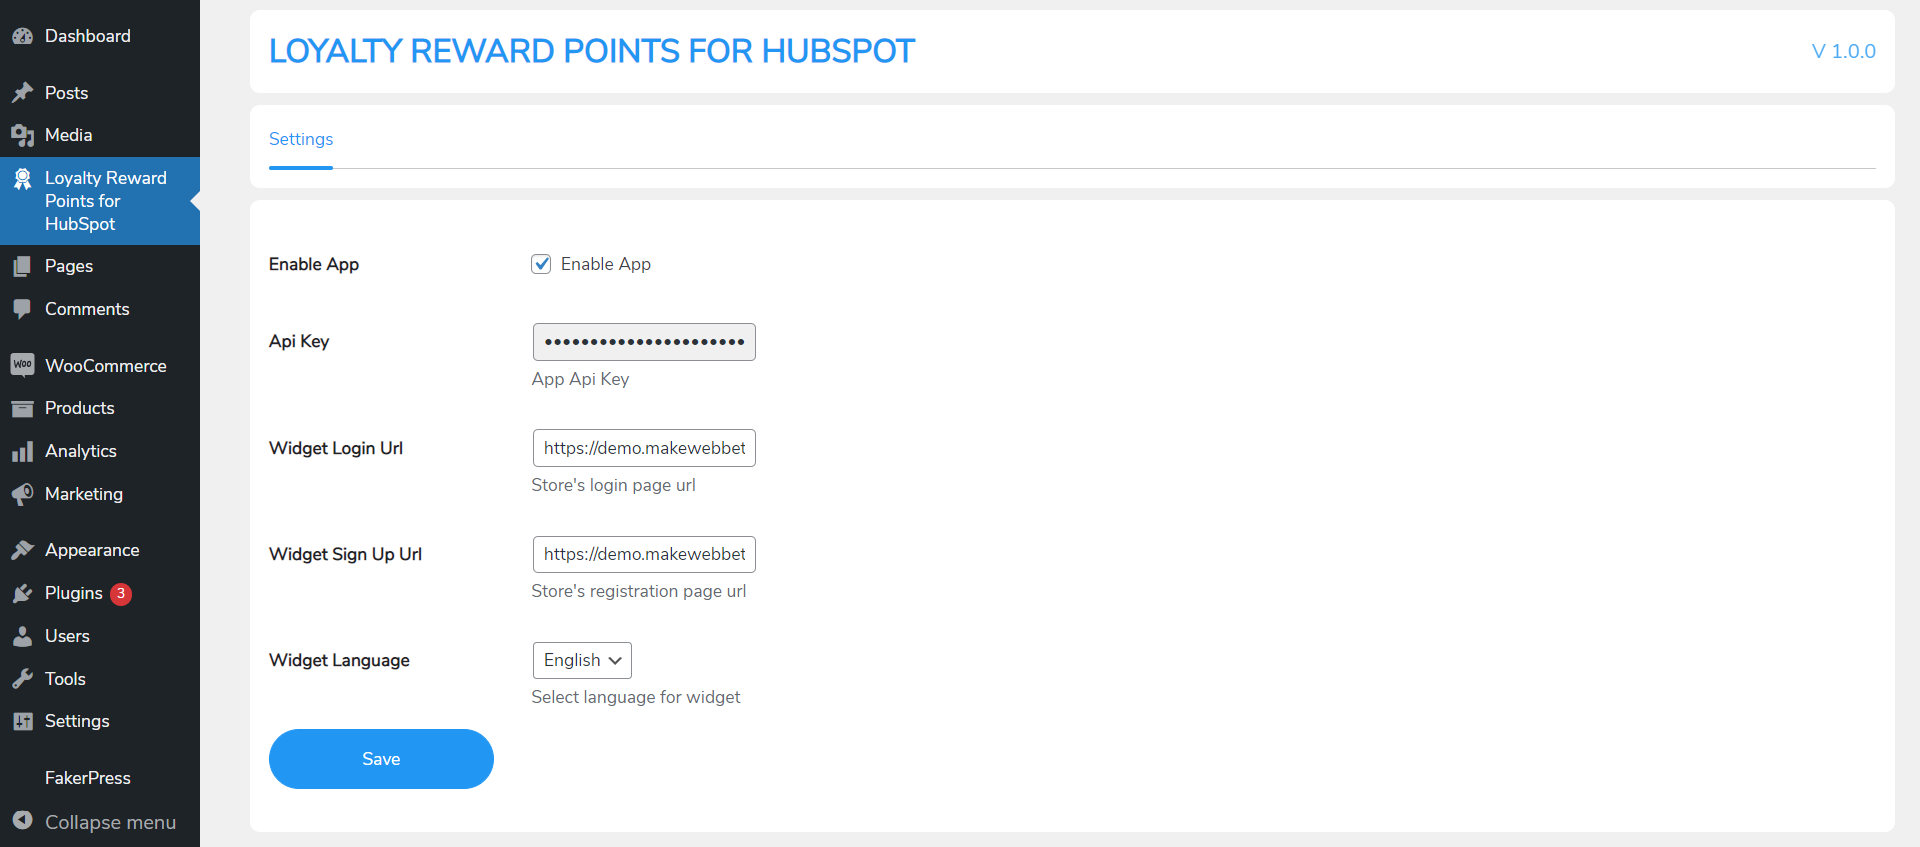 Dashboard
Posts
Media
Loyalty Reward
Points for
HubSpot
Pages
Comments
Woo
WooCommerce
Products
Analytics
Marketing
Appearance
Plugins 3
Users
Tools
Settings
FakerPress
Collapse menu
LOYALTY REWARD POINTS FOR HUBSPOT
V 1.0.0
Settings
Enable App
Enable App
Api Key
••••••••••••••••••••••
App Api Key
Widget Login Url
https://demo.makewebbet
Store's login page url
Widget Sign Up Url
https://demo.makewebbet
Store's registration page url
Widget Language
English
Select language for widget
Save